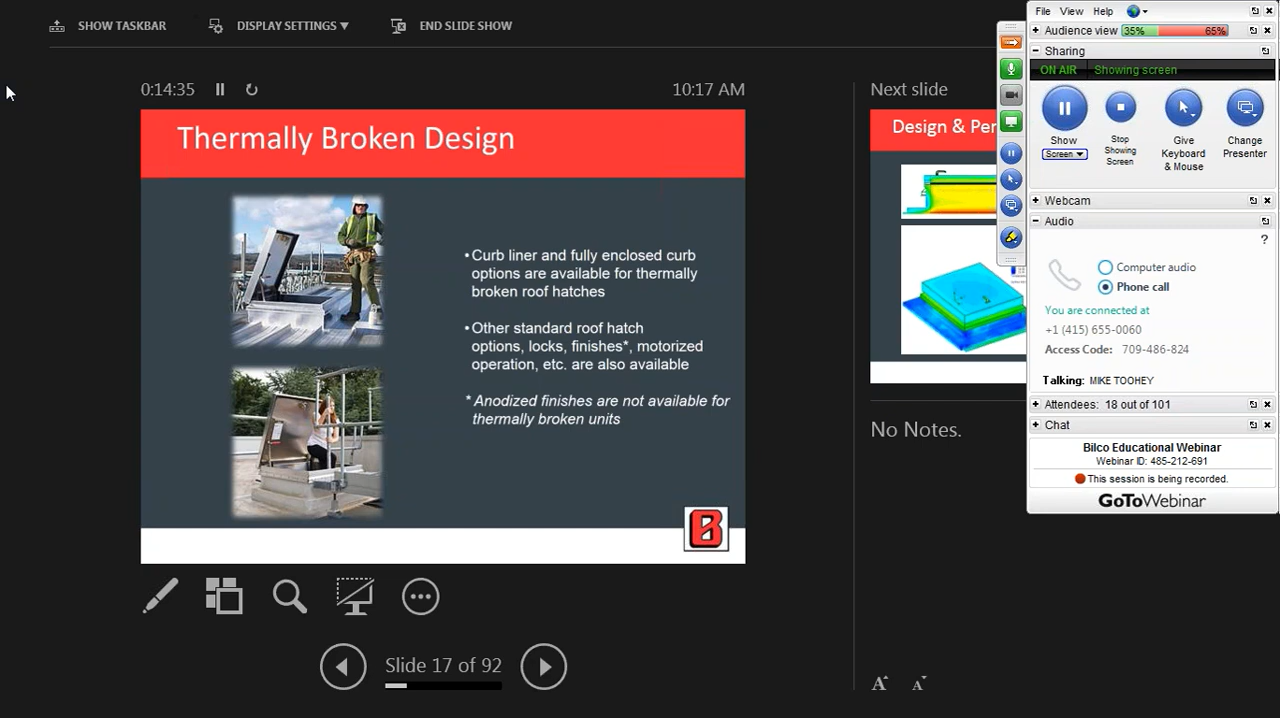 SHOW TASKBAR
DISPLAY SETTINGS
END SLIDE SHOW
0:14:35
10:17 AM
Thermally Broken Design
•Curb liner and fully enclosed curb
options are available for thermally
broken roof hatches
•Other standard roof hatch
options, locks, finishes*, motorized
operation, etc. are also available
* Anodized finishes are not available for
thermally broken units
B
Slide 17 of 92
Next slide
Design & Per
No Notes.
A
A
File View Help
Audience view 35% 65%
Sharing
ON AIR Showing screen
Show
Screen
Stop
Showing
Screen
Give
Keyboard
& Mouse
Change
Presenter
Webcam
Audio
?
Computer audio
Phone call
You are connected at
+1 (415) 655-0060
Access Code: 709-486-824
Talking: MIKE TOOHEY
Attendees: 18 out of 101
Chat
Bilco Educational Webinar
Webinar ID: 485-212-691
This session is being recorded.
GoToWebinar